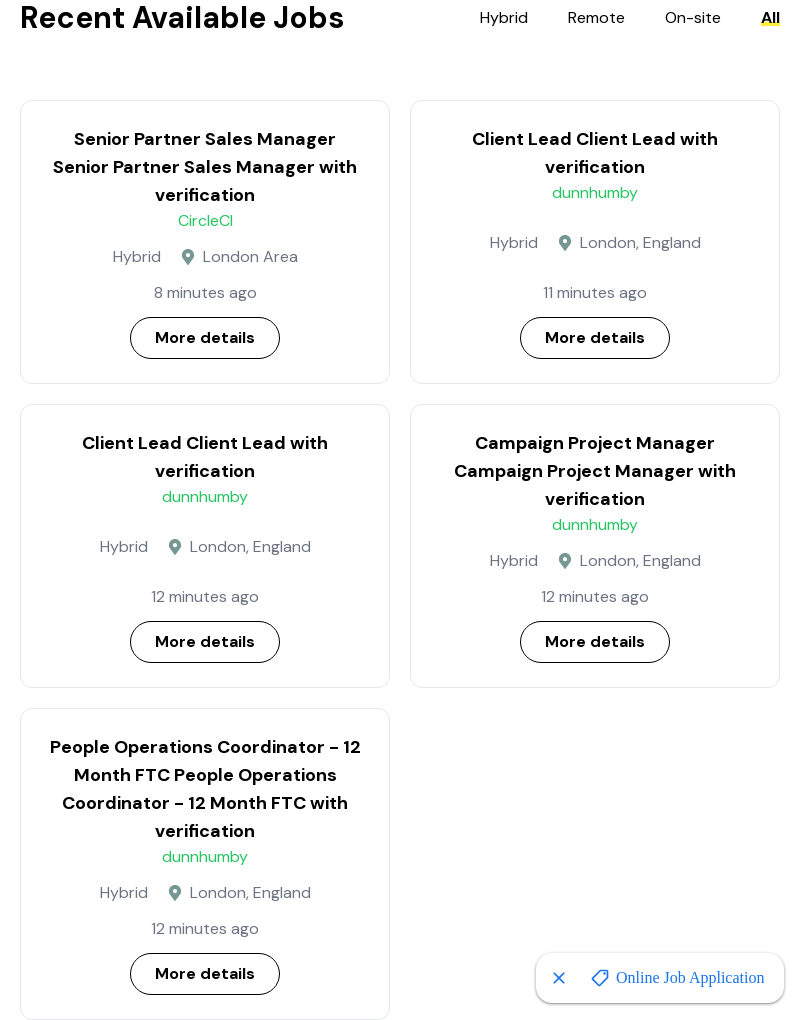 Recent Available Jobs
Hybrid Remote On-site All
Senior Partner Sales Manager
Senior Partner Sales Manager with
verification
CircleCI
Hybrid London Area
8 minutes ago
More details
Client Lead Client Lead with
verification
dunnhumby
Hybrid London, England
11 minutes ago
More details
Client Lead Client Lead with
verification
dunnhumby
Hybrid London, England
12 minutes ago
More details
Campaign Project Manager
Campaign Project Manager with
verification
dunnhumby
Hybrid London, England
12 minutes ago
More details
People Operations Coordinator - 12
Month FTC People Operations
Coordinator - 12 Month FTC with
verification
dunnhumby
Hybrid London, England
12 minutes ago
More details
Online Job Application